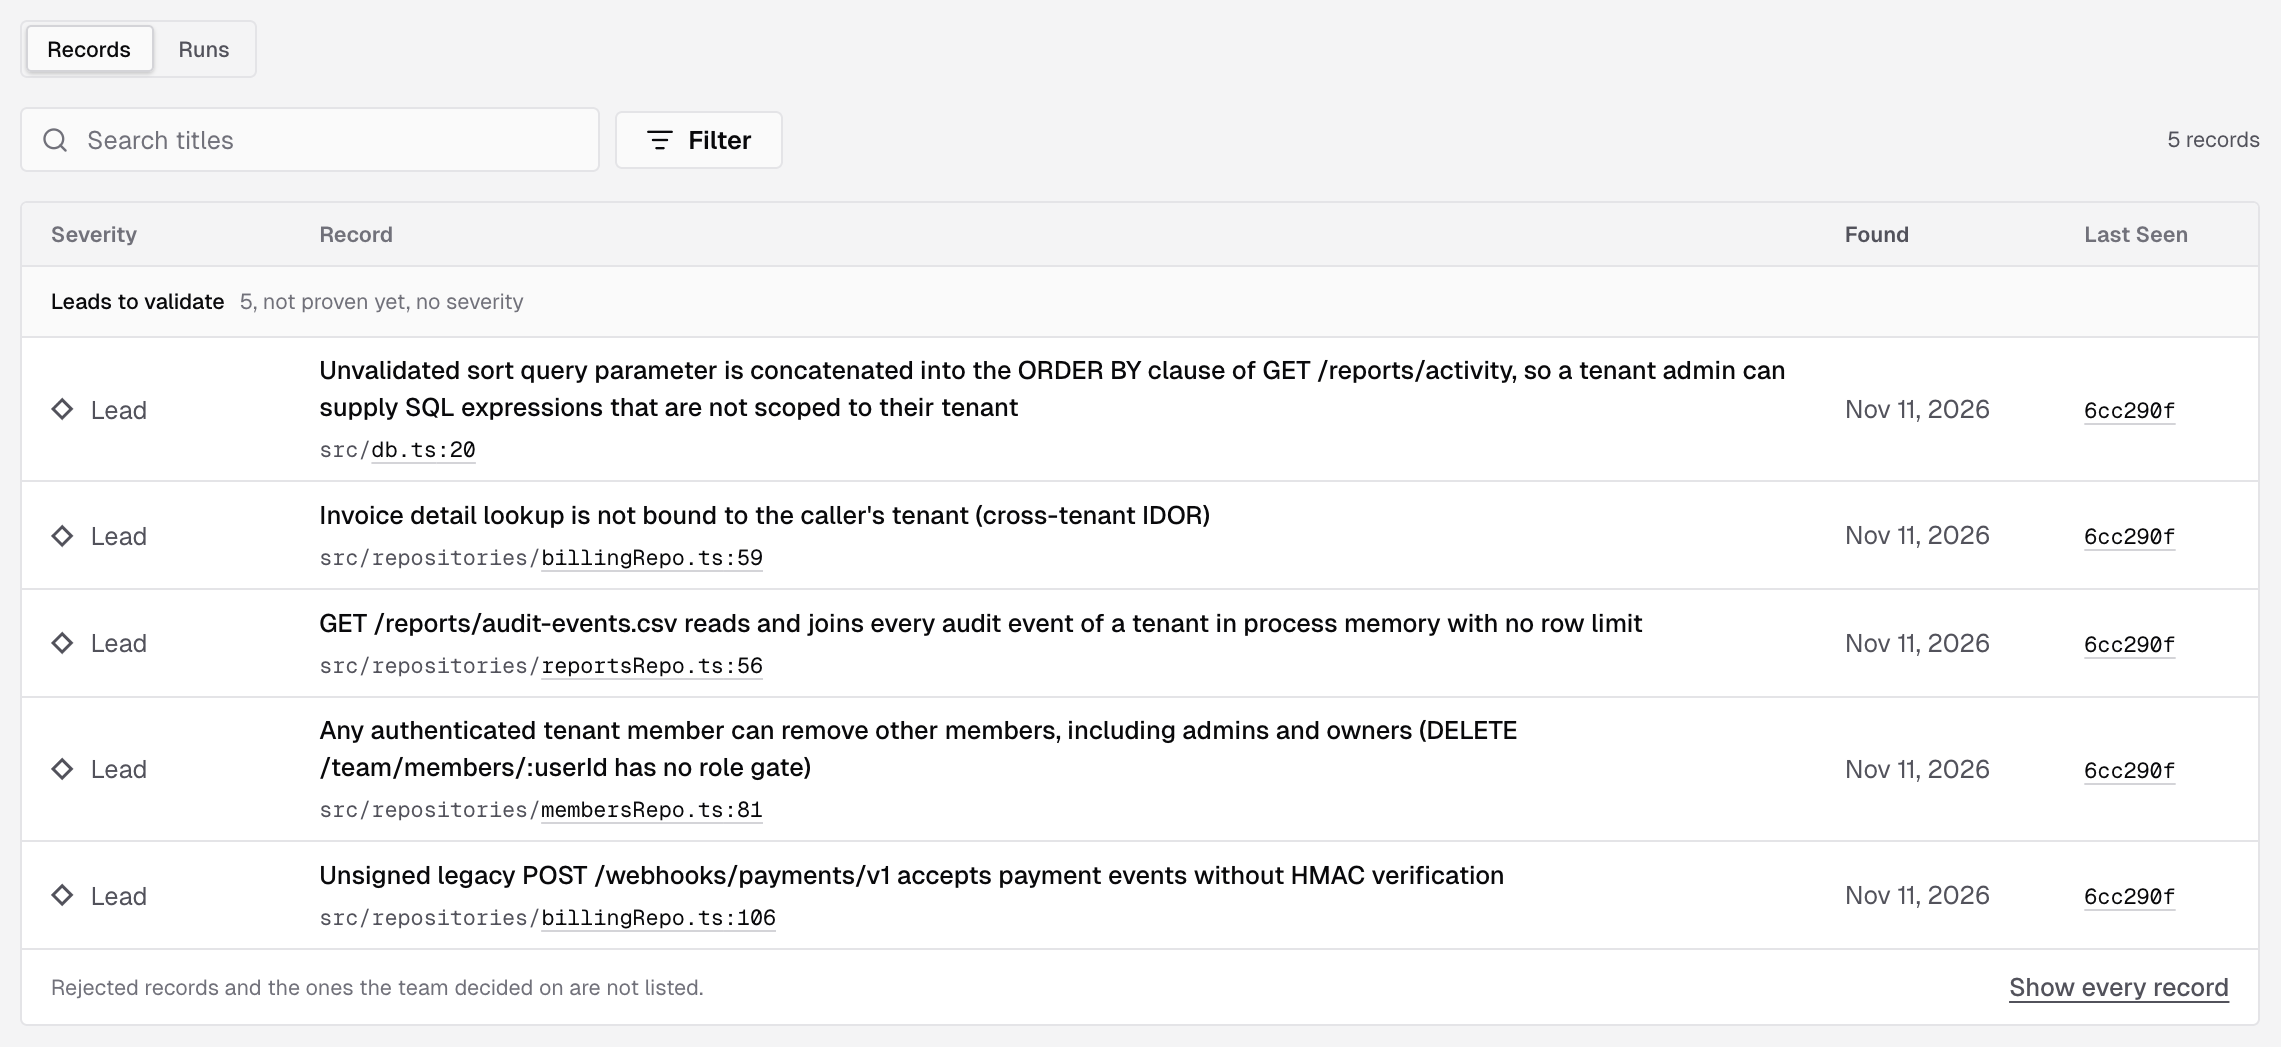 Records Runs
Search titles Filter 5 records
Severity Record Found Last Seen
Leads to validate 5, not proven yet, no severity
Unvalidated sort query parameter is concatenated into the ORDER BY clause of GET /reports/activity, so a tenant admin can
supply SQL expressions that are not scoped to their tenant
Lead Nov 11, 2026 6cc290f
src/db.ts:20
Invoice detail lookup is not bound to the caller's tenant (cross-tenant IDOR)
Lead Nov 11, 2026 6cc290f
src/repositories/billingRepo.ts:59
GET /reports/audit-events.csv reads and joins every audit event of a tenant in process memory with no row limit
Lead Nov 11, 2026 6cc290f
src/repositories/reportsRepo.ts:56
Any authenticated tenant member can remove other members, including admins and owners (DELETE
/team/members/:userId has no role gate)
Lead Nov 11, 2026 6cc290f
src/repositories/membersRepo.ts:81
Unsigned legacy POST /webhooks/payments/v1 accepts payment events without HMAC verification
Lead Nov 11, 2026 6cc290f
src/repositories/billingRepo.ts:106
Rejected records and the ones the team decided on are not listed. Show every record